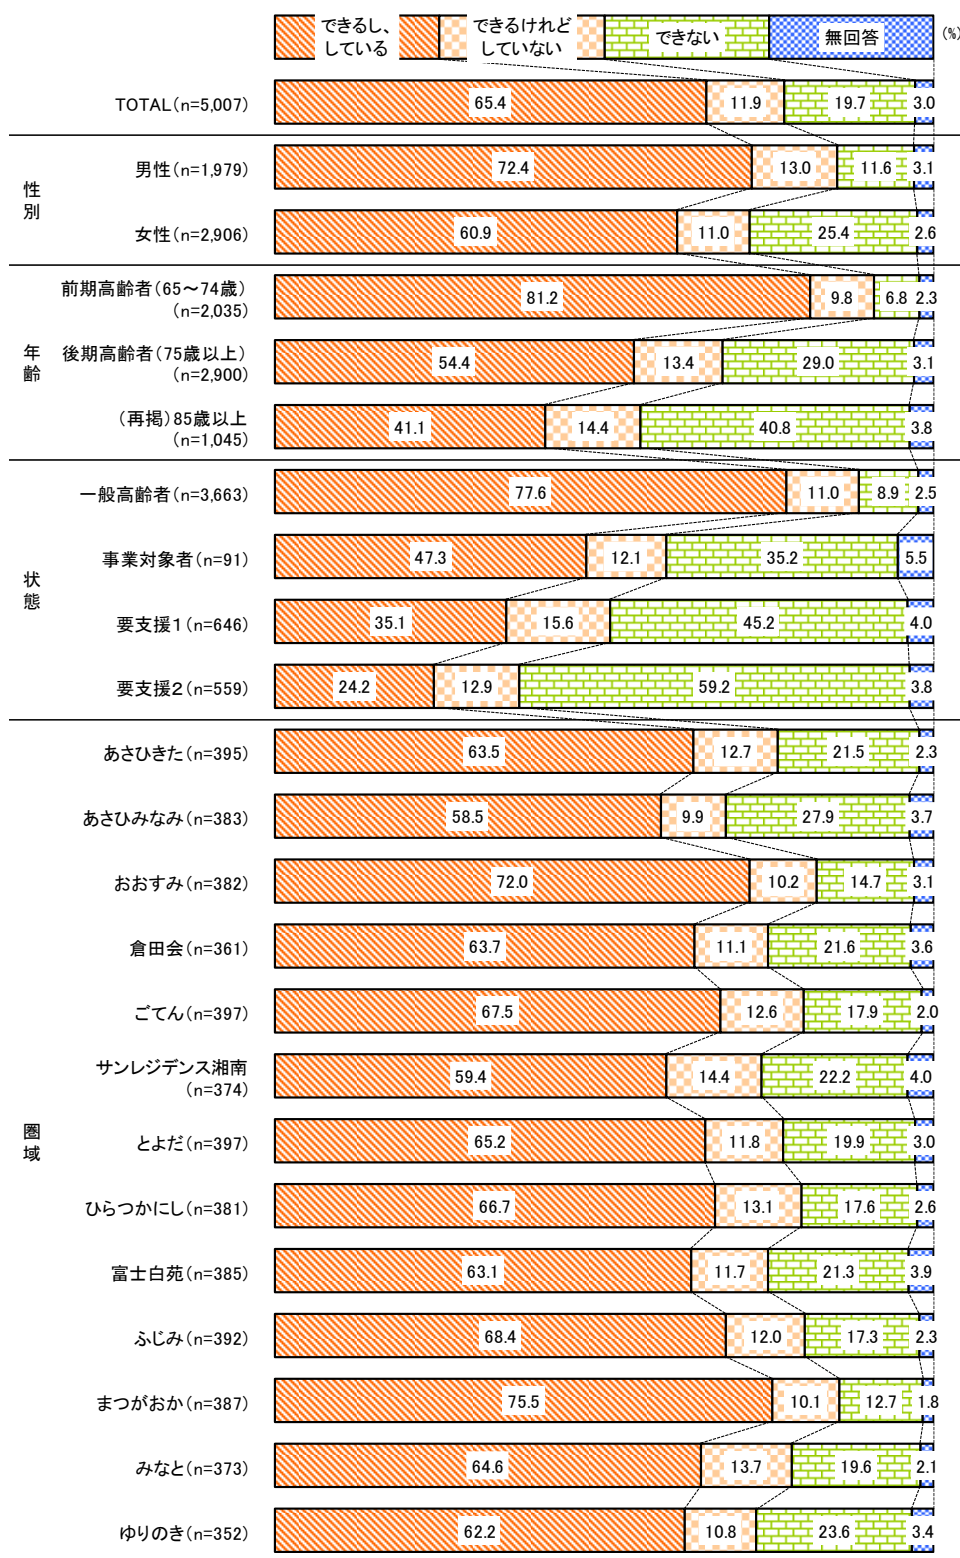 できるし、
している
できるけれど
していない
できない
無回答
(%)
TOTAL(n=5,007)
65.4 11.9 19.7 3.0
性別
男性(n=1,979)
72.4 13.0 11.6 3.1
女性(n=2,906)
60.9 11.0 25.4 2.6
年齢
前期高齢者(65～74歳)
(n=2,035)
81.2 9.8 6.8 2.3
後期高齢者(75歳以上)
(n=2,900)
54.4 13.4 29.0 3.1
(再掲)85歳以上
(n=1,045)
41.1 14.4 40.8 3.8
状態
一般高齢者(n=3,663)
77.6 11.0 8.9 2.5
事業対象者(n=91)
47.3 12.1 35.2 5.5
要支援1(n=646)
35.1 15.6 45.2 4.0
要支援2(n=559)
24.2 12.9 59.2 3.8
圏域
あさひきた(n=395)
63.5 12.7 21.5 2.3
あさひみなみ(n=383)
58.5 9.9 27.9 3.7
おおすみ(n=382)
72.0 10.2 14.7 3.1
倉田会(n=361)
63.7 11.1 21.6 3.6
ごてん(n=397)
67.5 12.6 17.9 2.0
サンレジデンス湘南
(n=374)
59.4 14.4 22.2 4.0
とよだ(n=397)
65.2 11.8 19.9 3.0
ひらつかにし(n=381)
66.7 13.1 17.6 2.6
富士白苑(n=385)
63.1 11.7 21.3 3.9
ふじみ(n=392)
68.4 12.0 17.3 2.3
まつがおか(n=387)
75.5 10.1 12.7 1.8
みなと(n=373)
64.6 13.7 19.6 2.1
ゆりのき(n=352)
62.2 10.8 23.6 3.4